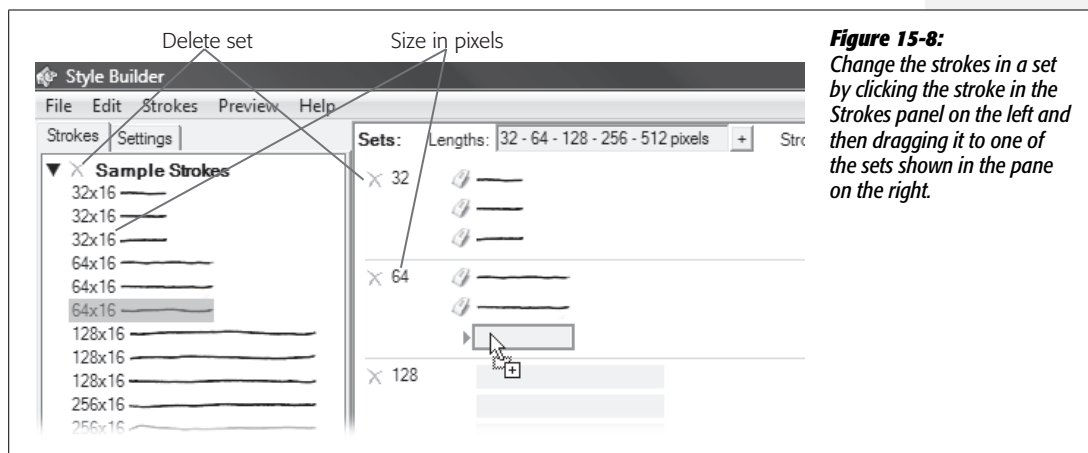 Delete set
Size in pixels
Style Builder
File Edit Strokes Preview Help
Strokes Settings
Sample Strokes
32x16
32x16
32x16
64x16
64x16
64x16
128x16
128x16
128x16
256x16
256x16
Sets: Lengths: 32 - 64 - 128 - 256 - 512 pixels +
32
64
128
Figure 15-8:
Change the strokes in a set
by clicking the stroke in the
Strokes panel on the left and
then dragging it to one of
the sets shown in the pane
on the right.